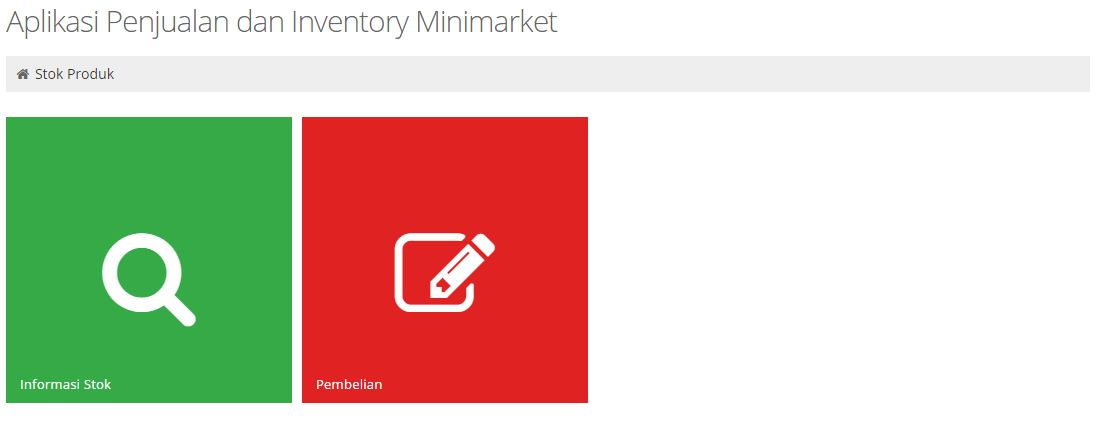 Aplikasi Penjualan dan Inventory Minimarket
Stok Produk
Informasi Stok
Pembelian